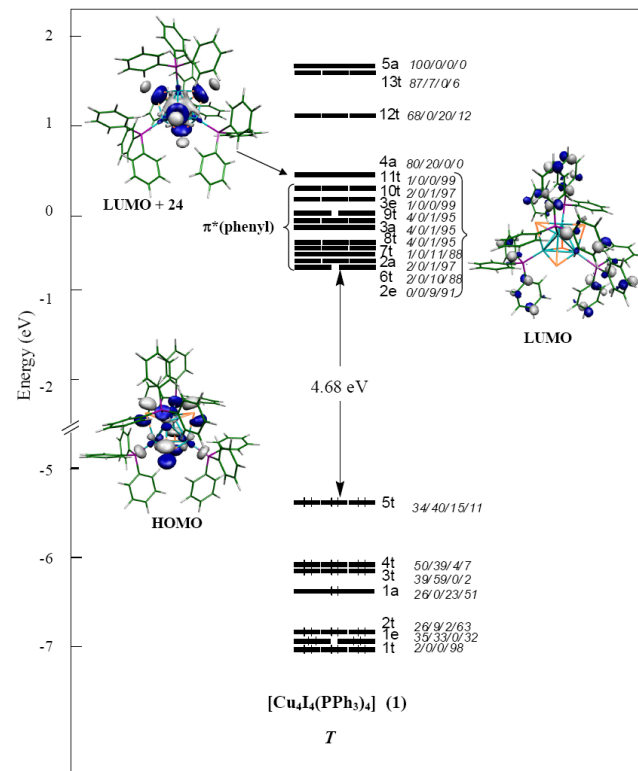 2
1
0
-1
-2
-5
-6
-7
Energy (eV)
LUMO + 24
π*(phenyl)
5a 100/0/0/0
13t 87/7/0/6
12t 68/0/20/12
4a 80/20/0/0
11t 1/0/0/99
10t 2/0/1/97
3e 1/0/0/99
9t 4/0/1/95
3a 4/0/1/95
8t 4/0/1/95
7t 1/0/11/88
2a 2/0/1/97
6t 2/0/10/88
2e 0/0/9/91
LUMO
4.68 eV
HOMO
5t 34/40/15/11
4t 50/39/4/7
3t 39/59/0/2
1a 26/0/23/51
2t 26/9/2/63
1e 35/33/0/32
1t 2/0/0/98
[Cu₄I₄(PPh₃)₄] (1)
T